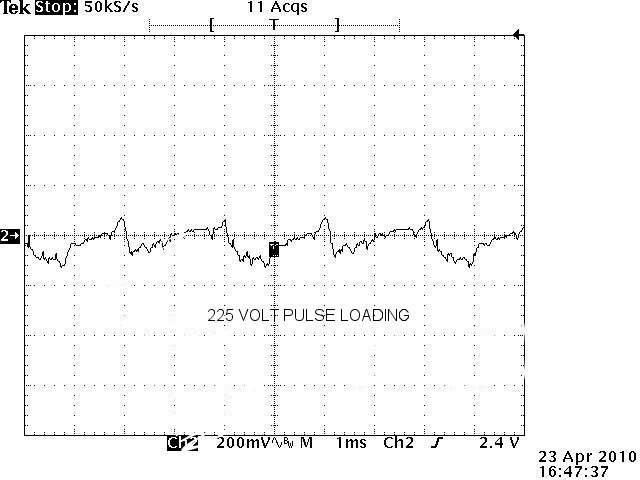 Tek Stop: 50kS/s 11 Acqs
[ T ]
2
225 VOLT PULSE LOADING
Ch2 200mV M 1ms Ch2 2.4 V
23 Apr 2010
16:47:37